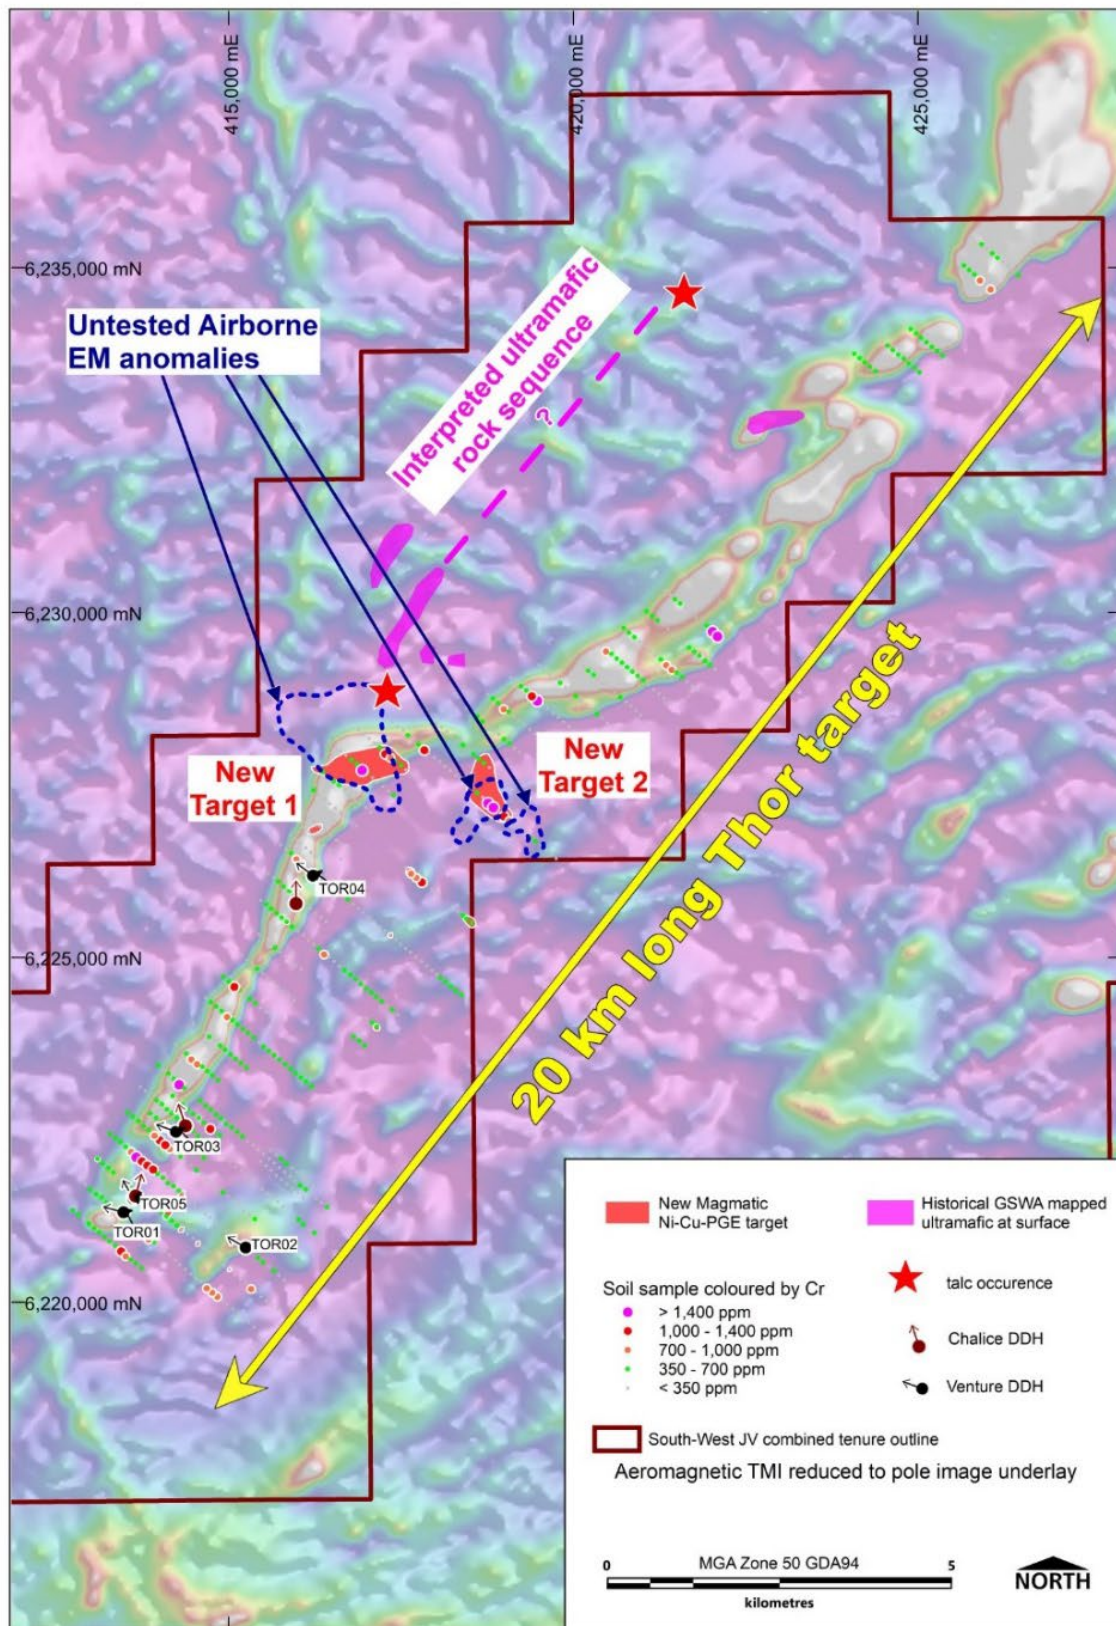 415,000 mE
420,000 mE
425,000 mE
6,235,000 mN
Untested Airborne
EM anomalies
Interpreted ultramafic
rock sequence
?
6,230,000 mN
New
Target 1
New
Target 2
20 km long Thor target
TOR04
6,225,000 mN
TOR03
TOR05
TOR01
TOR02
6,220,000 mN
New Magmatic
Ni-Cu-PGE target
Historical GSWA mapped
ultramafic at surface
Soil sample coloured by Cr
> 1,400 ppm
1,000 - 1,400 ppm
700 - 1,000 ppm
350 - 700 ppm
< 350 ppm
talc occurence
Chalice DDH
Venture DDH
South-West JV combined tenure outline
Aeromagnetic TMI reduced to pole image underlay
0 MGA Zone 50 GDA94 5
kilometres
NORTH